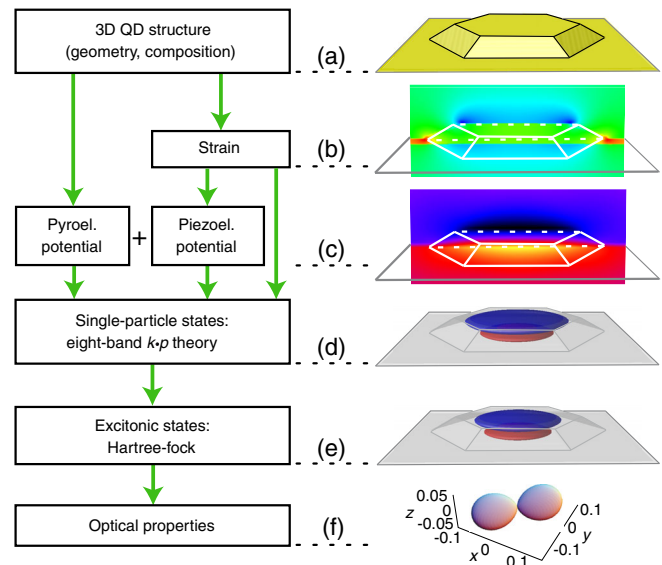 3D QD structure
(geometry, composition)
(a)
Strain
(b)
Pyroel.
potential
+
Piezoel.
potential
(c)
Single-particle states:
eight-band k·p theory
(d)
Excitonic states:
Hartree-fock
(e)
Optical properties
(f)
0.05
z 0
-0.05
-0.1
x 0
0.1
0.1
0 y
-0.1